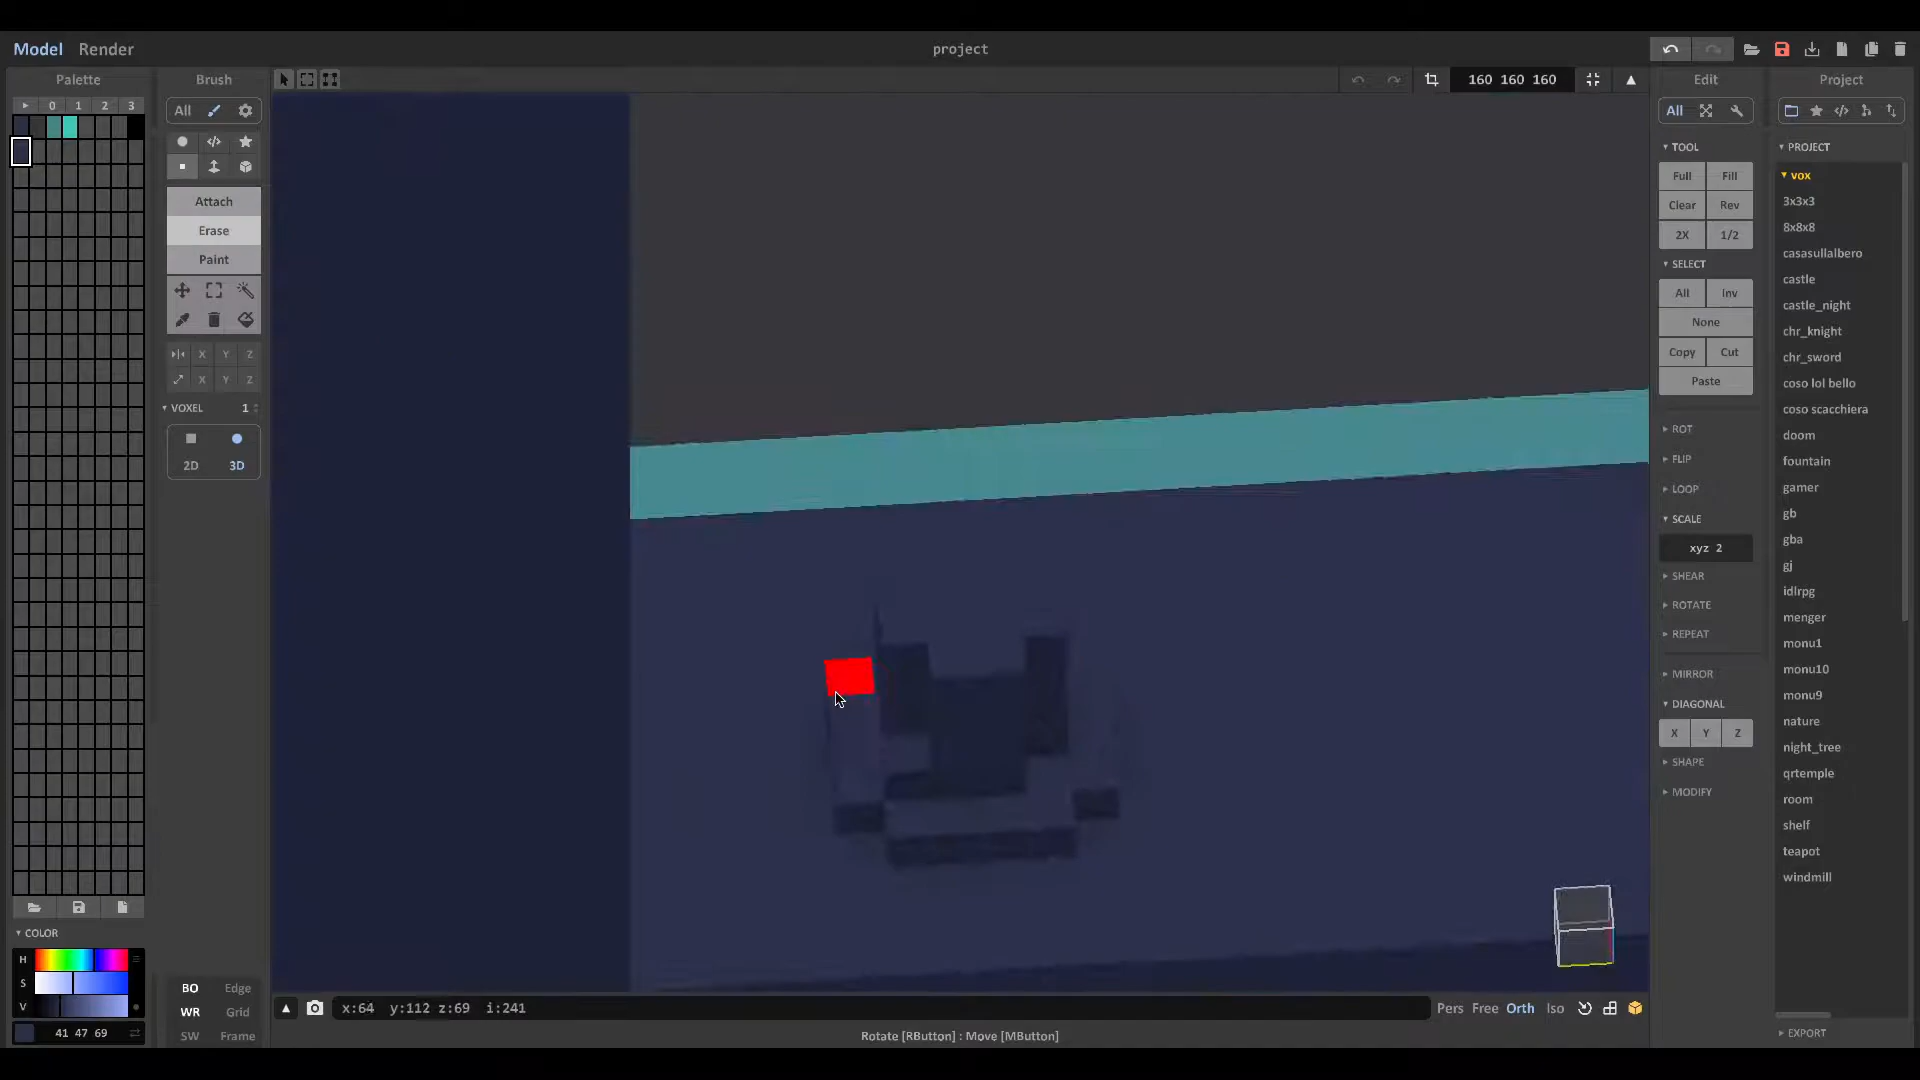 Model Render
project
Palette
Brush
160 160 160
Edit
Project
0 1 2 3
All
All
TOOL
PROJECT
Full Fill
vox
Attach
Clear Rev
3x3x3
Erase
2X 1/2
8x8x8
Paint
SELECT
casasullalbero
All Inv
castle
None
castle_night
X Y Z
Copy Cut
chr_knight
X Y Z
Paste
chr_sword
coso lol bello
VOXEL 1
coso scacchiera
ROT
doom
2D 3D
FLIP
fountain
LOOP
gamer
SCALE
gb
xyz 2
gba
SHEAR
gj
ROTATE
idlrpg
REPEAT
menger
monu1
MIRROR
monu10
DIAGONAL
monu9
X Y Z
nature
SHAPE
night_tree
MODIFY
qrtemple
room
shelf
teapot
windmill
COLOR
H
S
V
41 47 69
BO Edge
WR Grid
SW Frame
x:64 y:112 z:69 i:241
Pers Free Orth Iso
EXPORT
Rotate [RButton] : Move [MButton]